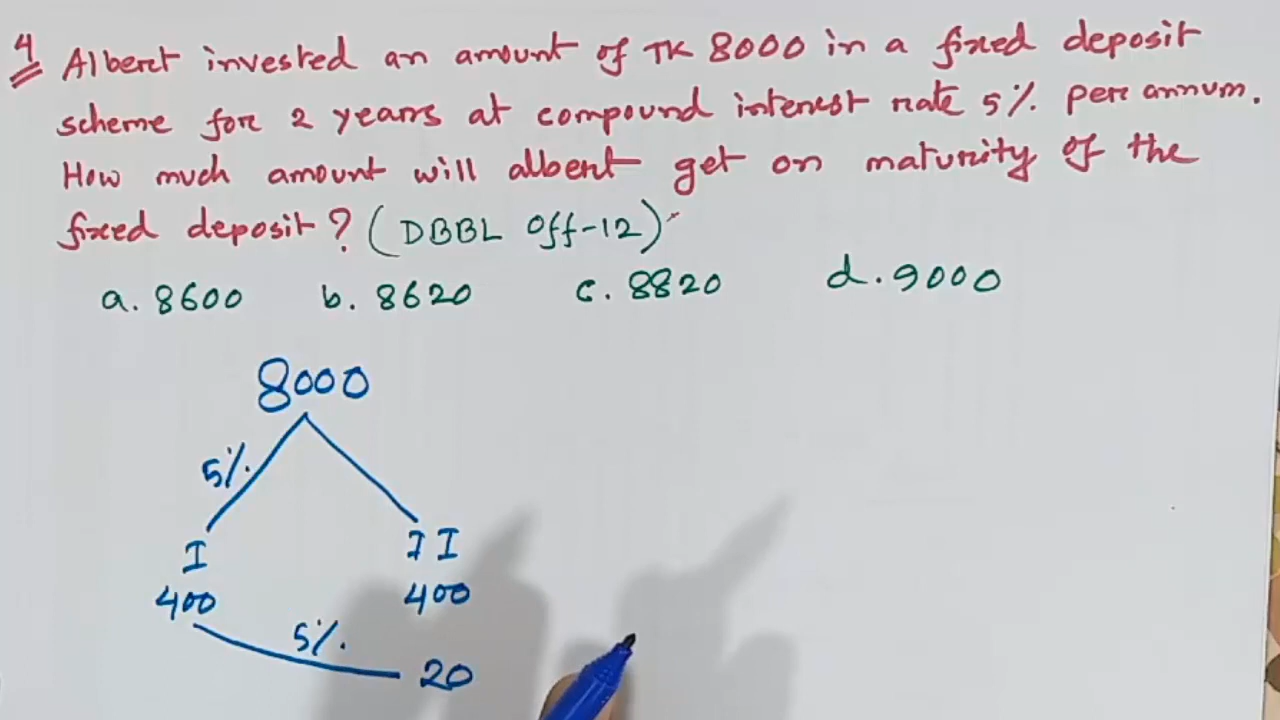 4 Albert invested an amount of TK 8000 in a fixed deposit
scheme for 2 years at compound interest rate 5% per annum.
How much amount will albert get on maturity of the
fixed deposit? (DBBL Off-12)
a. 8600 b. 8620 c. 8820 d. 9000
8000
5%
I I
400 400
5%
20